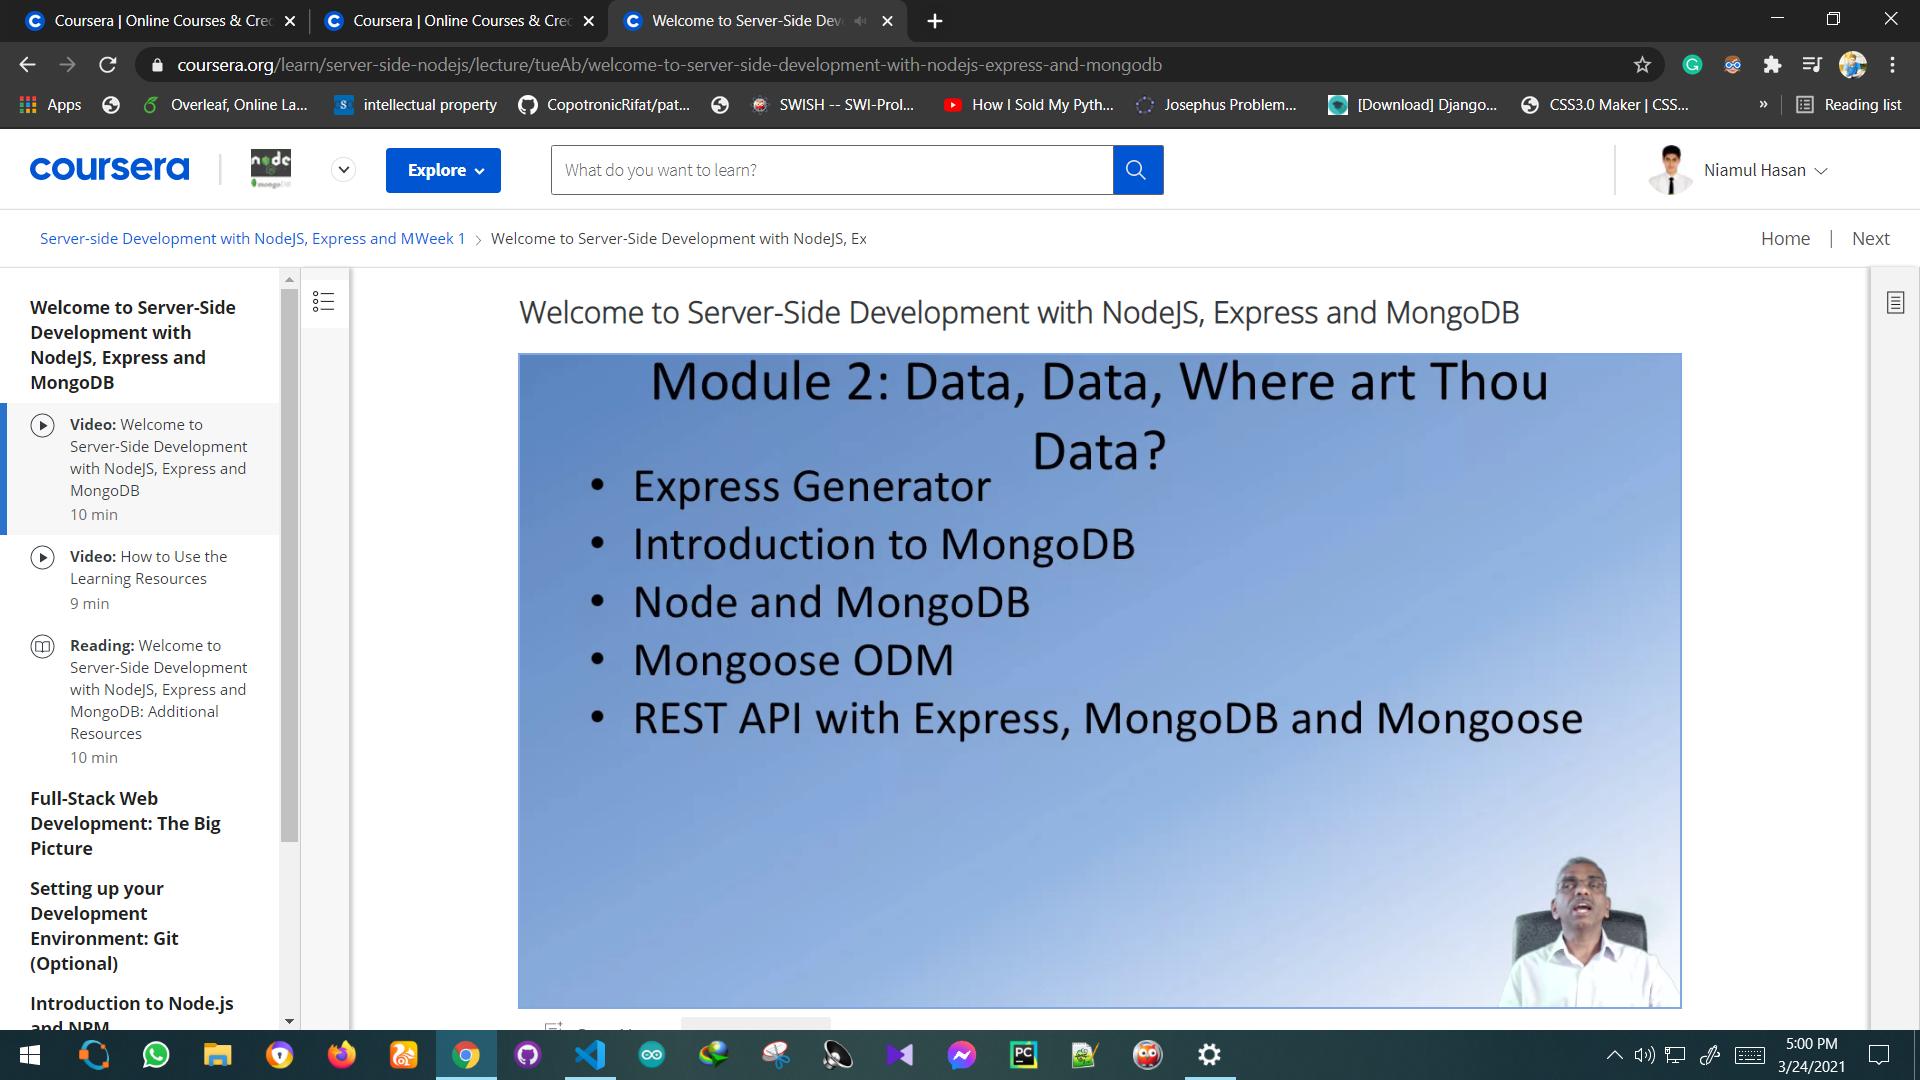 Coursera | Online Courses & Cre
Coursera | Online Courses & Cre
Welcome to Server-Side Dev
coursera.org/learn/server-side-nodejs/lecture/tueAb/welcome-to-server-side-development-with-nodejs-express-and-mongodb
Apps
Overleaf, Online La...
intellectual property
CopotronicRifat/pat...
SWISH -- SWI-Prol...
How I Sold My Pyth...
Josephus Problem...
[Download] Django...
CSS3.0 Maker | CSS...
»
Reading list
coursera
node
mongoDB
Explore
What do you want to learn?
Niamul Hasan
Server-side Development with NodeJS, Express and MWeek 1
Welcome to Server-Side Development with NodeJS, Ex
Home | Next
Welcome to Server-Side
Development with
NodeJS, Express and
MongoDB
Video: Welcome to
Server-Side Development
with NodeJS, Express and
MongoDB
10 min
Video: How to Use the
Learning Resources
9 min
Reading: Welcome to
Server-Side Development
with NodeJS, Express and
MongoDB: Additional
Resources
10 min
Full-Stack Web
Development: The Big
Picture
Setting up your
Development
Environment: Git
(Optional)
Introduction to Node.js
and NPM
Welcome to Server-Side Development with NodeJS, Express and MongoDB
Module 2: Data, Data, Where art Thou
Data?
• Express Generator
• Introduction to MongoDB
• Node and MongoDB
• Mongoose ODM
• REST API with Express, MongoDB and Mongoose
PC
5:00 PM
3/24/2021